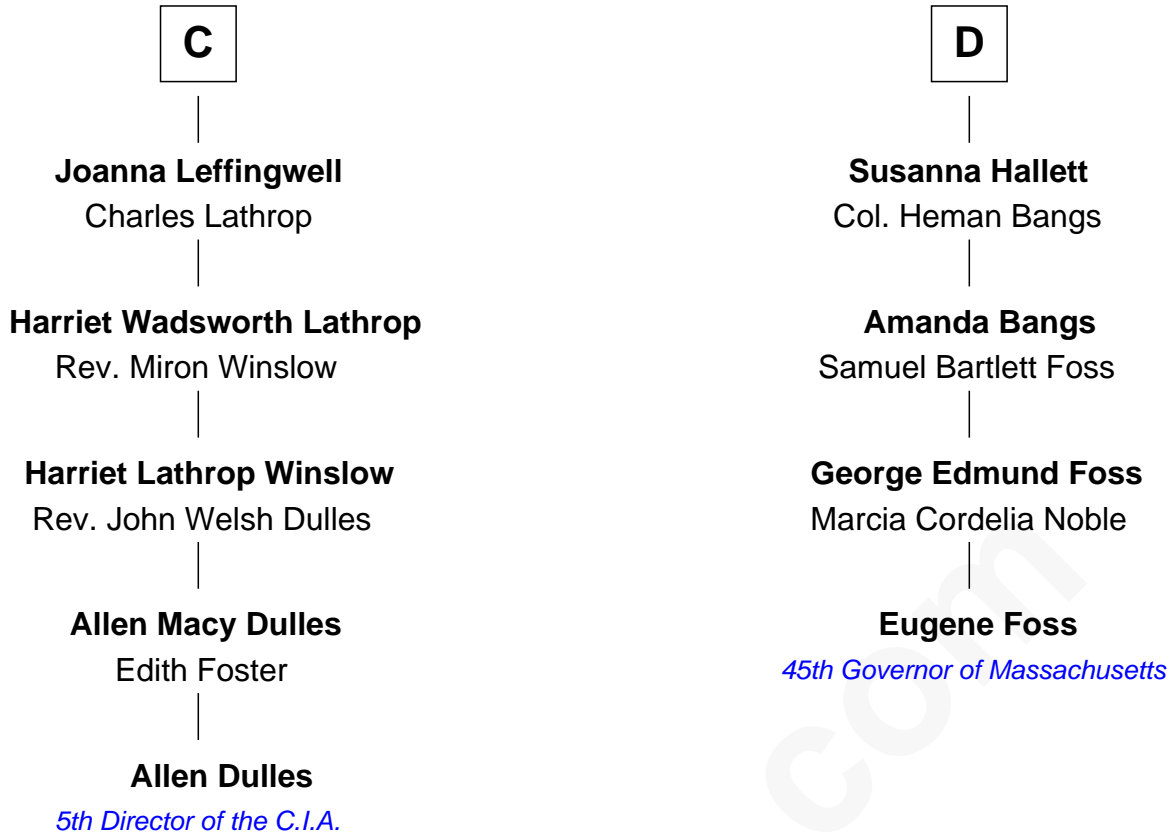 C
Joanna Leffingwell
Charles Lathrop
Harriet Wadsworth Lathrop
Rev. Miron Winslow
Harriet Lathrop Winslow
Rev. John Welsh Dulles
Allen Macy Dulles
Edith Foster
Allen Dulles
5th Director of the C.I.A.
D
Susanna Hallett
Col. Heman Bangs
Amanda Bangs
Samuel Bartlett Foss
George Edmund Foss
Marcia Cordelia Noble
Eugene Foss
45th Governor of Massachusetts
com